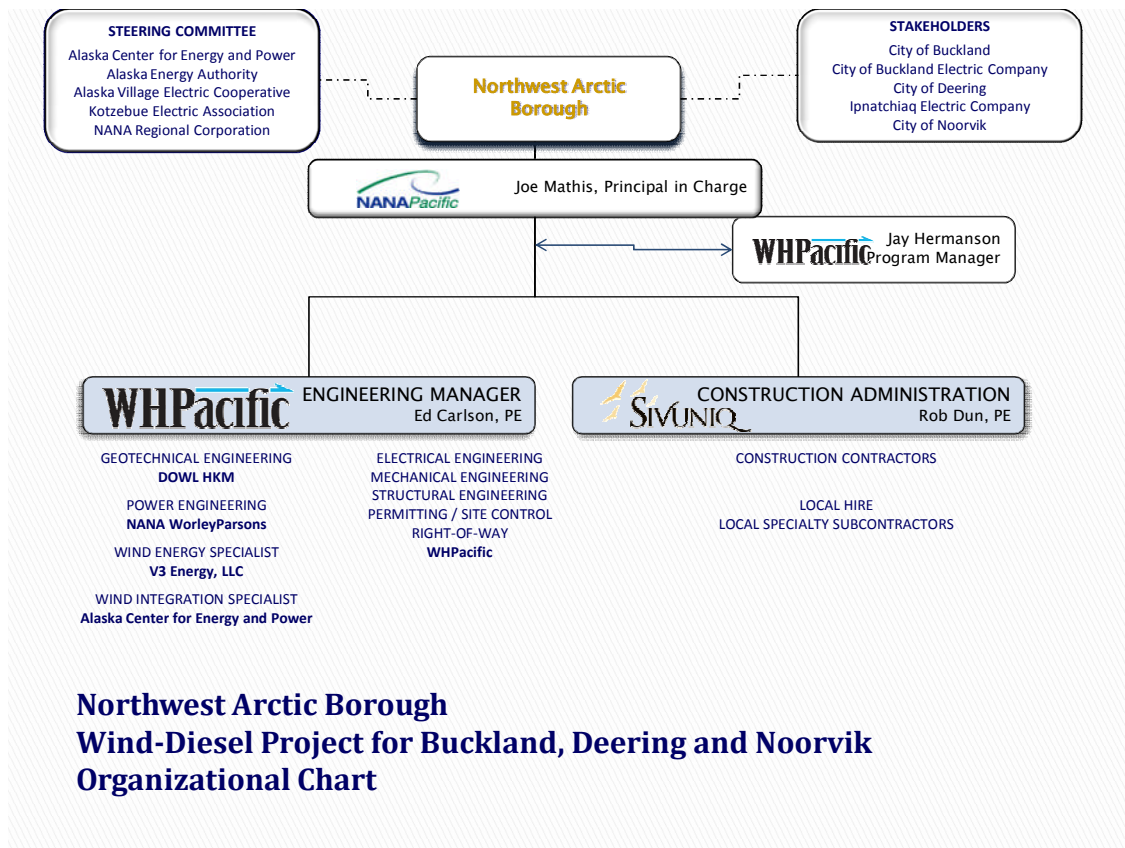 STEERING COMMITTEE
Alaska Center for Energy and Power
Alaska Energy Authority
Alaska Village Electric Cooperative
Kotzebue Electric Association
NANA Regional Corporation
Northwest Arctic
Borough
STAKEHOLDERS
City of Buckland
City of Buckland Electric Company
City of Deering
Ipnatchiaq Electric Company
City of Noorvik
NANAPacific
Joe Mathis, Principal in Charge
WHPacific
Jay Hermanson
Program Manager
WHPacific
ENGINEERING MANAGER
Ed Carlson, PE
SIVUNIQ
CONSTRUCTION ADMINISTRATION
Rob Dun, PE
GEOTECHNICAL ENGINEERING
DOWL HKM
POWER ENGINEERING
NANA WorleyParsons
WIND ENERGY SPECIALIST
V3 Energy, LLC
WIND INTEGRATION SPECIALIST
Alaska Center for Energy and Power
ELECTRICAL ENGINEERING
MECHANICAL ENGINEERING
STRUCTURAL ENGINEERING
PERMITTING / SITE CONTROL
RIGHT-OF-WAY
WHPacific
CONSTRUCTION CONTRACTORS
LOCAL HIRE
LOCAL SPECIALTY SUBCONTRACTORS
Northwest Arctic Borough
Wind-Diesel Project for Buckland, Deering and Noorvik
Organizational Chart